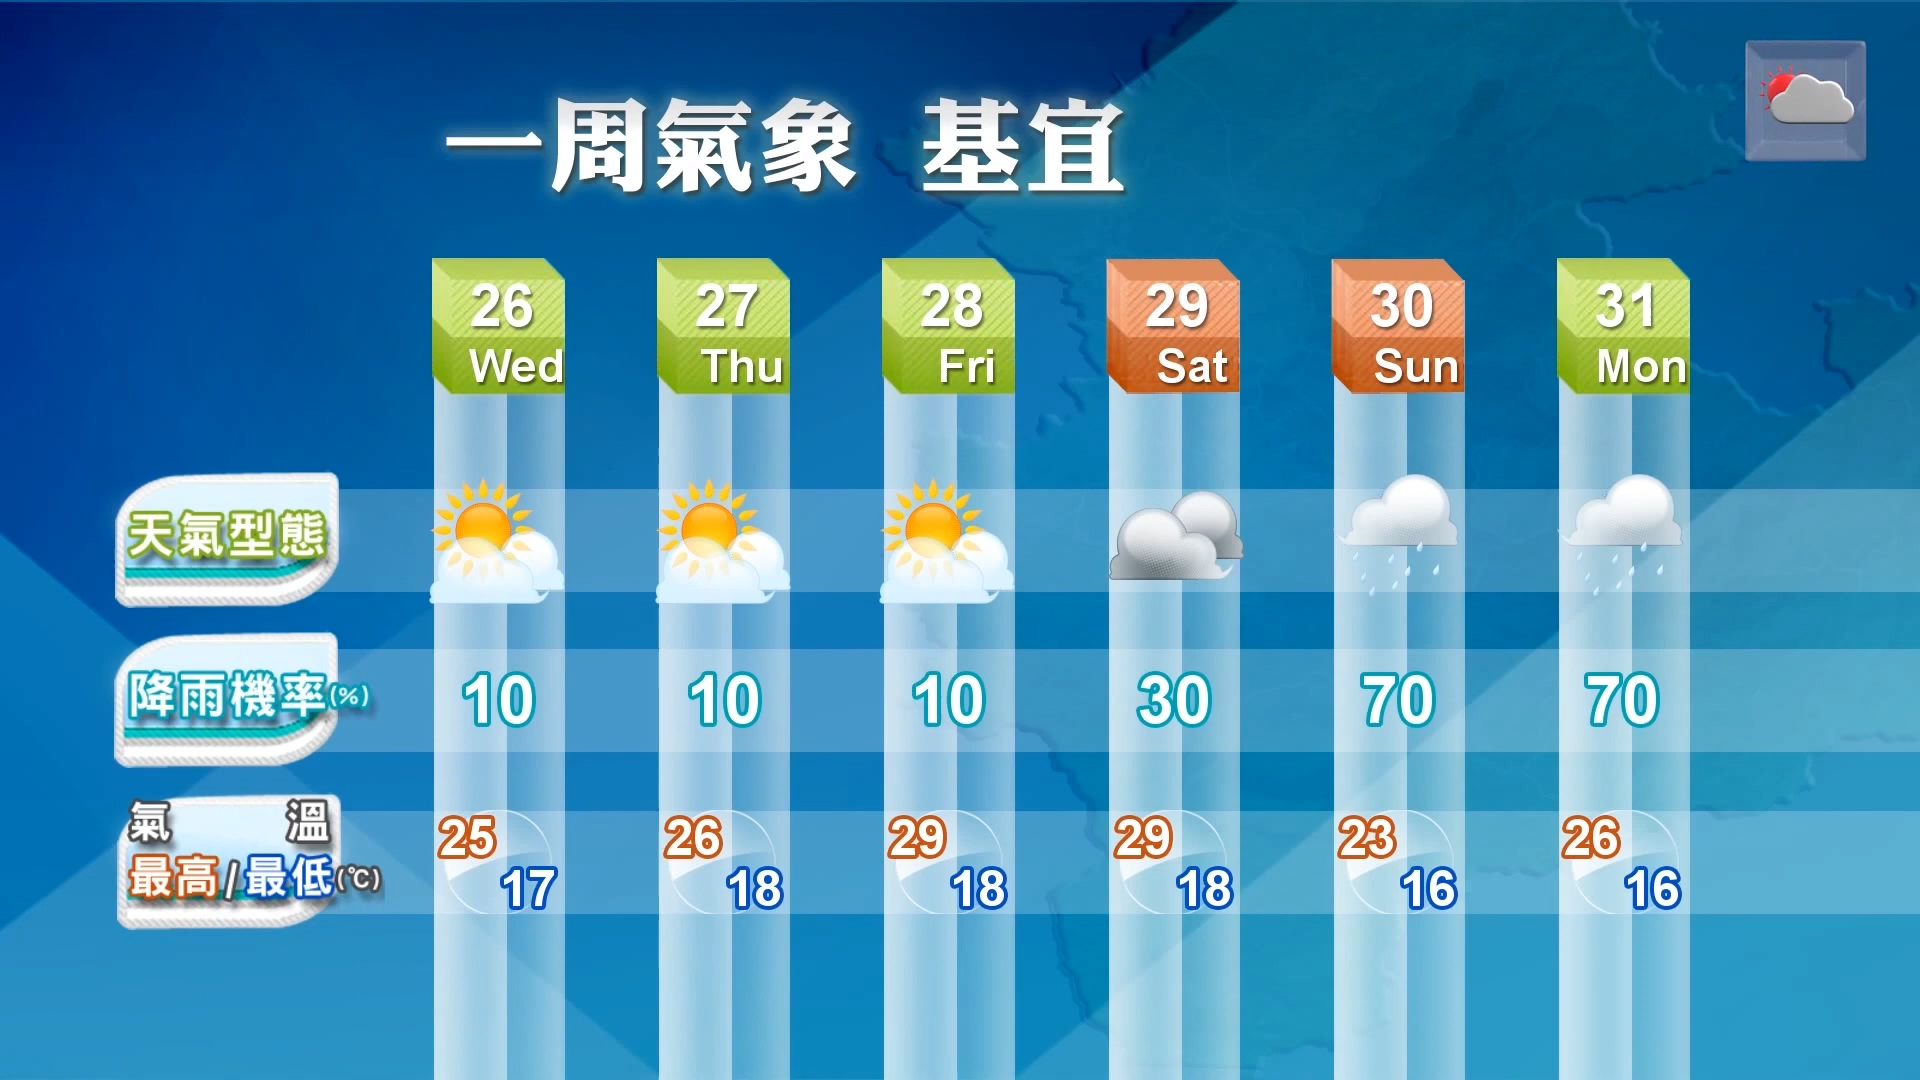 一周氣象 基宜
26 27 28 29 30 31
Wed Thu Fri Sat Sun Mon
天氣型態
降雨機率(%) 10 10 10 30 70 70
氣溫
25 26 29 29 23 26
最高/最低(℃)
17 18 18 18 16 16